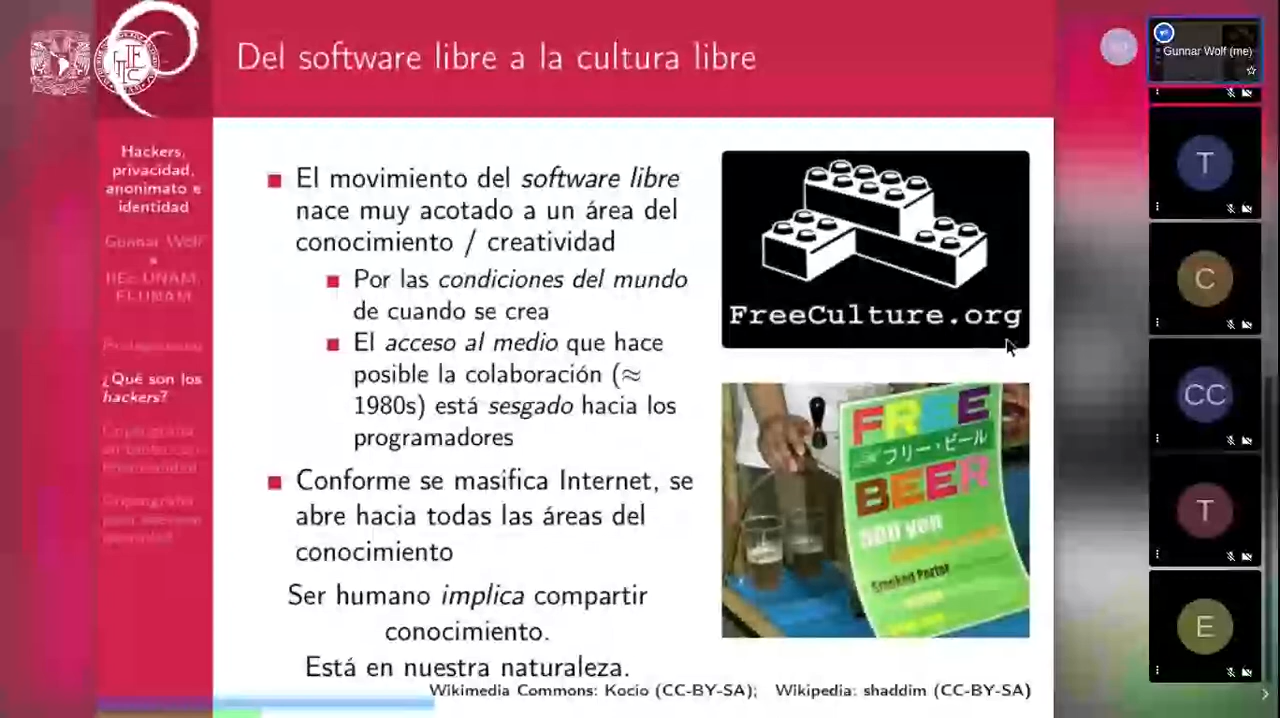 Del software libre a la cultura libre
Gunnar Wolf (me)
Hackers,
privacidad,
anonimato e
identidad
Gunnar Wolf
IIEc-UNAM,
FI-UNAM
¿Qué son los
hackers?
El movimiento del software libre
nace muy acotado a un área del
conocimiento / creatividad
Por las condiciones del mundo
de cuando se crea
El acceso al medio que hace
posible la colaboración (≈
1980s) está sesgado hacia los
programadores
Conforme se masifica Internet, se
abre hacia todas las áreas del
conocimiento
Ser humano implica compartir
conocimiento.
Está en nuestra naturaleza.
FreeCulture.org
FREE
フリー・ビール
BEER
500 yen
Smoked Porter
Wikimedia Commons: Kocio (CC-BY-SA); Wikipedia: shaddim (CC-BY-SA)
T
C
CC
T
E